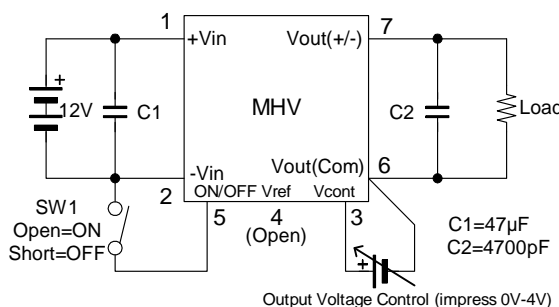 1
7
+Vin
Vout(+/-)
+
12V
C1
MHV
C2
Load
-Vin
Vout(Com)
2
6
ON/OFF
Vref
Vcont
SW1
5
4
3
Open=ON
(Open)
C1=47µF
Short=OFF
C2=4700pF
+
Output Voltage Control (impress 0V-4V)